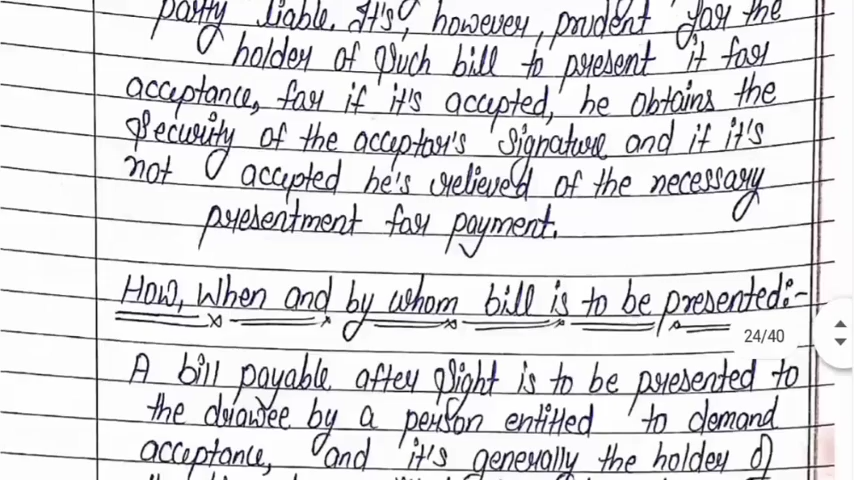 party liable. It's, however, prudent for the
holder of such bill to present it for
acceptance, for if it's accepted, he obtains the
security of the acceptor's signature and if it's
not accepted he's relieved of the necessary
presentment for payment.
How, When and by whom bill is to be presented:-
24/40
A bill payable after sight is to be presented to
the drawee by a person entitled to demand
acceptance, and it's generally the holder of